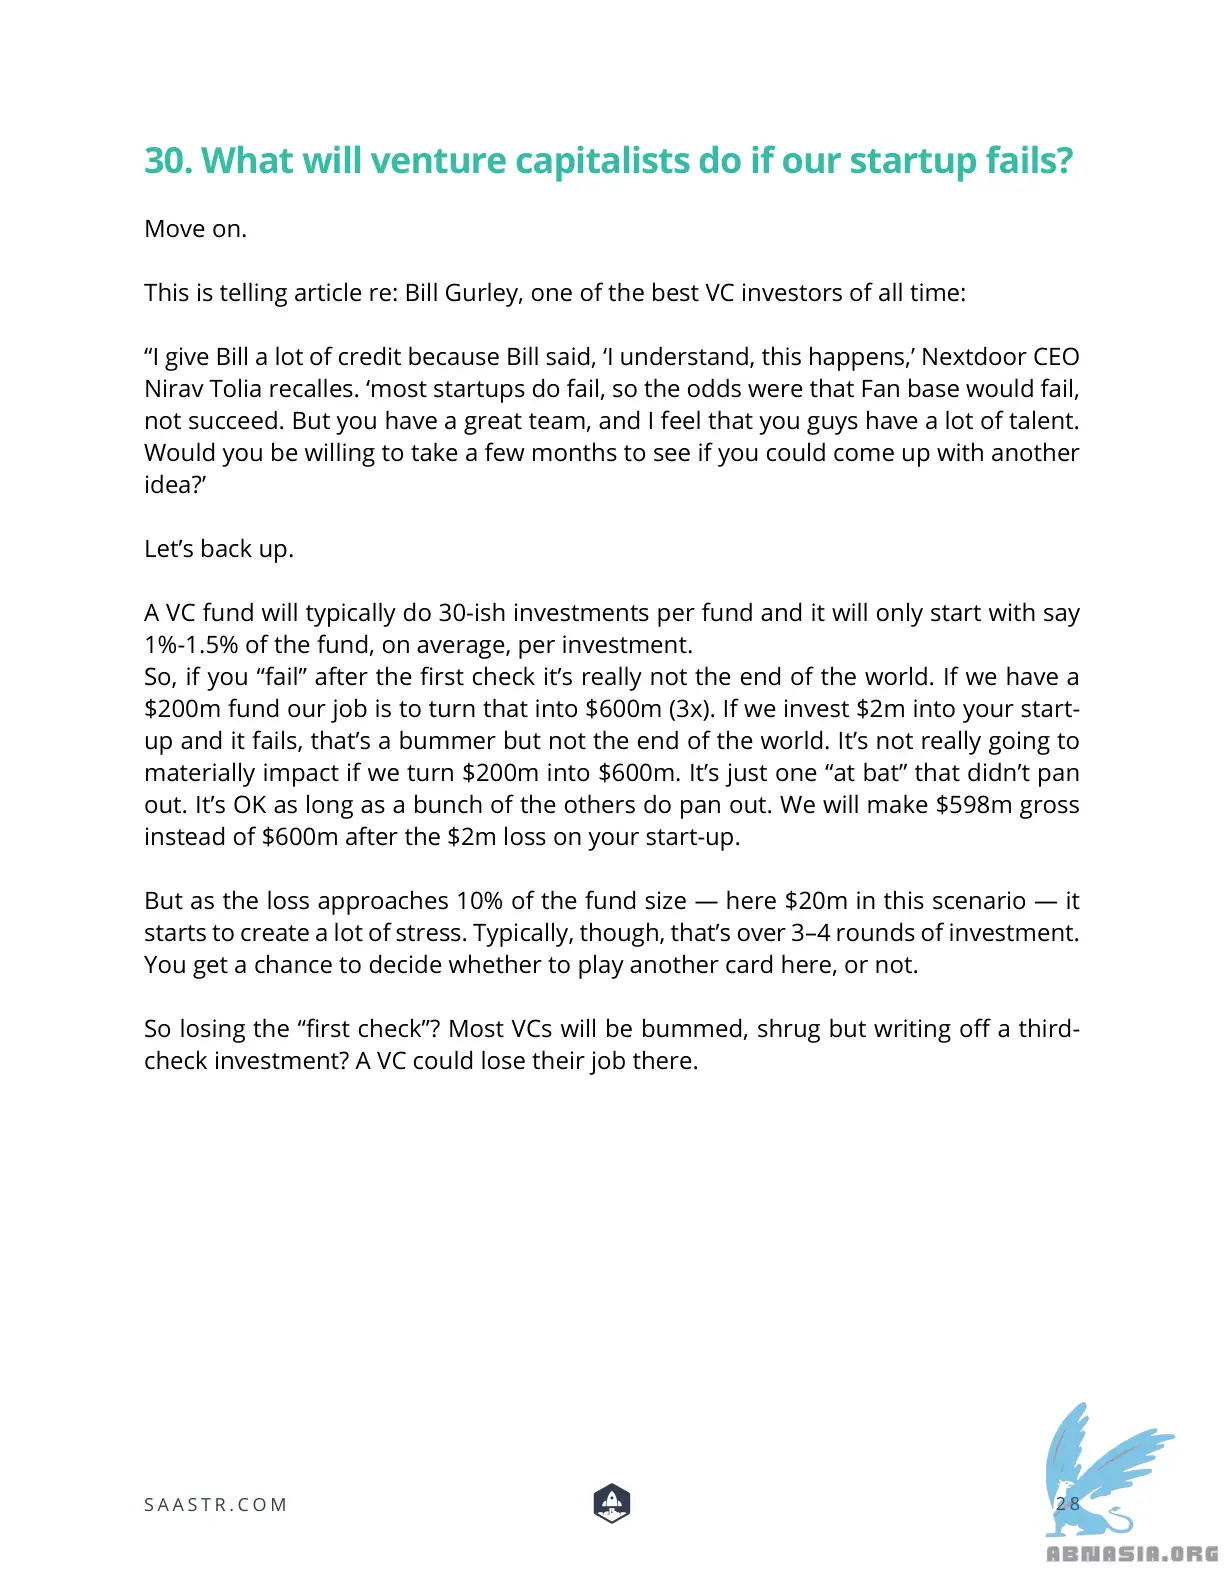 30. What will venture capitalists do if our startup fails?
Move on.
This is telling article re: Bill Gurley, one of the best VC investors of all time:
“I give Bill a lot of credit because Bill said, ‘I understand, this happens,’ Nextdoor CEO
Nirav Tolia recalles. ‘most startups do fail, so the odds were that Fan base would fail,
not succeed. But you have a great team, and I feel that you guys have a lot of talent.
Would you be willing to take a few months to see if you could come up with another
idea?’
Let’s back up.
A VC fund will typically do 30-ish investments per fund and it will only start with say
1%-1.5% of the fund, on average, per investment.
So, if you “fail” after the first check it’s really not the end of the world. If we have a
$200m fund our job is to turn that into $600m (3x). If we invest $2m into your start-
up and it fails, that’s a bummer but not the end of the world. It’s not really going to
materially impact if we turn $200m into $600m. It’s just one “at bat” that didn’t pan
out. It’s OK as long as a bunch of the others do pan out. We will make $598m gross
instead of $600m after the $2m loss on your start-up.
But as the loss approaches 10% of the fund size — here $20m in this scenario — it
starts to create a lot of stress. Typically, though, that’s over 3–4 rounds of investment.
You get a chance to decide whether to play another card here, or not.
So losing the “first check”? Most VCs will be bummed, shrug but writing off a third-
check investment? A VC could lose their job there.
SAASTR.COM
28
ABNASIA.ORG